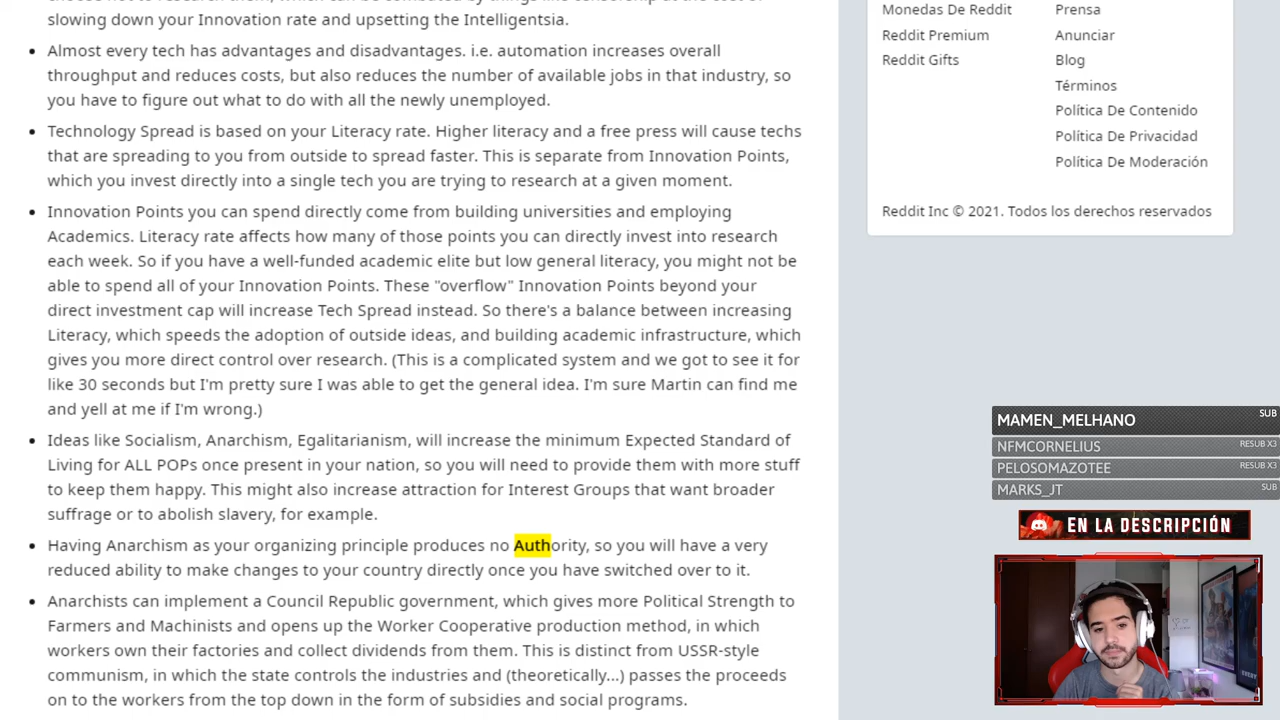 slowing down your Innovation rate and upsetting the Intelligentsia.
Almost every tech has advantages and disadvantages. i.e. automation increases overall
throughput and reduces costs, but also reduces the number of available jobs in that industry, so
you have to figure out what to do with all the newly unemployed.
Technology Spread is based on your Literacy rate. Higher literacy and a free press will cause techs
that are spreading to you from outside to spread faster. This is separate from Innovation Points,
which you invest directly into a single tech you are trying to research at a given moment.
Innovation Points you can spend directly come from building universities and employing
Academics. Literacy rate affects how many of those points you can directly invest into research
each week. So if you have a well-funded academic elite but low general literacy, you might not be
able to spend all of your Innovation Points. These "overflow" Innovation Points beyond your
direct investment cap will increase Tech Spread instead. So there's a balance between increasing
Literacy, which speeds the adoption of outside ideas, and building academic infrastructure, which
gives you more direct control over research. (This is a complicated system and we got to see it for
like 30 seconds but I'm pretty sure I was able to get the general idea. I'm sure Martin can find me
and yell at me if I'm wrong.)
Ideas like Socialism, Anarchism, Egalitarianism, will increase the minimum Expected Standard of
Living for ALL POPs once present in your nation, so you will need to provide them with more stuff
to keep them happy. This might also increase attraction for Interest Groups that want broader
suffrage or to abolish slavery, for example.
Having Anarchism as your organizing principle produces no Authority, so you will have a very
reduced ability to make changes to your country directly once you have switched over to it.
Anarchists can implement a Council Republic government, which gives more Political Strength to
Farmers and Machinists and opens up the Worker Cooperative production method, in which
workers own their factories and collect dividends from them. This is distinct from USSR-style
communism, in which the state controls the industries and (theoretically...) passes the proceeds
on to the workers from the top down in the form of subsidies and social programs.
Monedas De Reddit
Prensa
Reddit Premium
Anunciar
Reddit Gifts
Blog
Términos
Política De Contenido
Política De Privacidad
Política De Moderación
Reddit Inc © 2021. Todos los derechos reservados
MAMEN_MELHANO SUB
NFMCORNELIUS RESUB X3
PELOSOMAZOTEE RESUB X3
MARKS_JT SUB
EN LA DESCRIPCIÓN